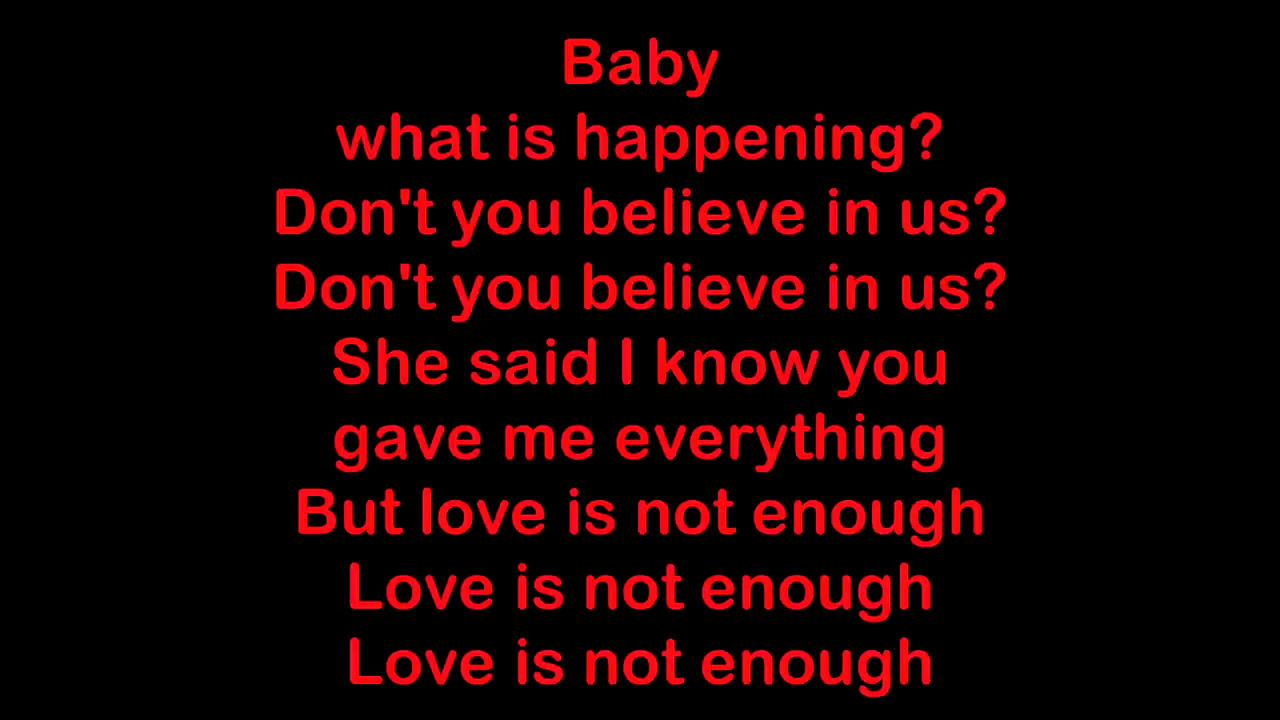 Baby
what is happening?
Don't you believe in us?
Don't you believe in us?
She said I know you
gave me everything
But love is not enough
Love is not enough
Love is not enough